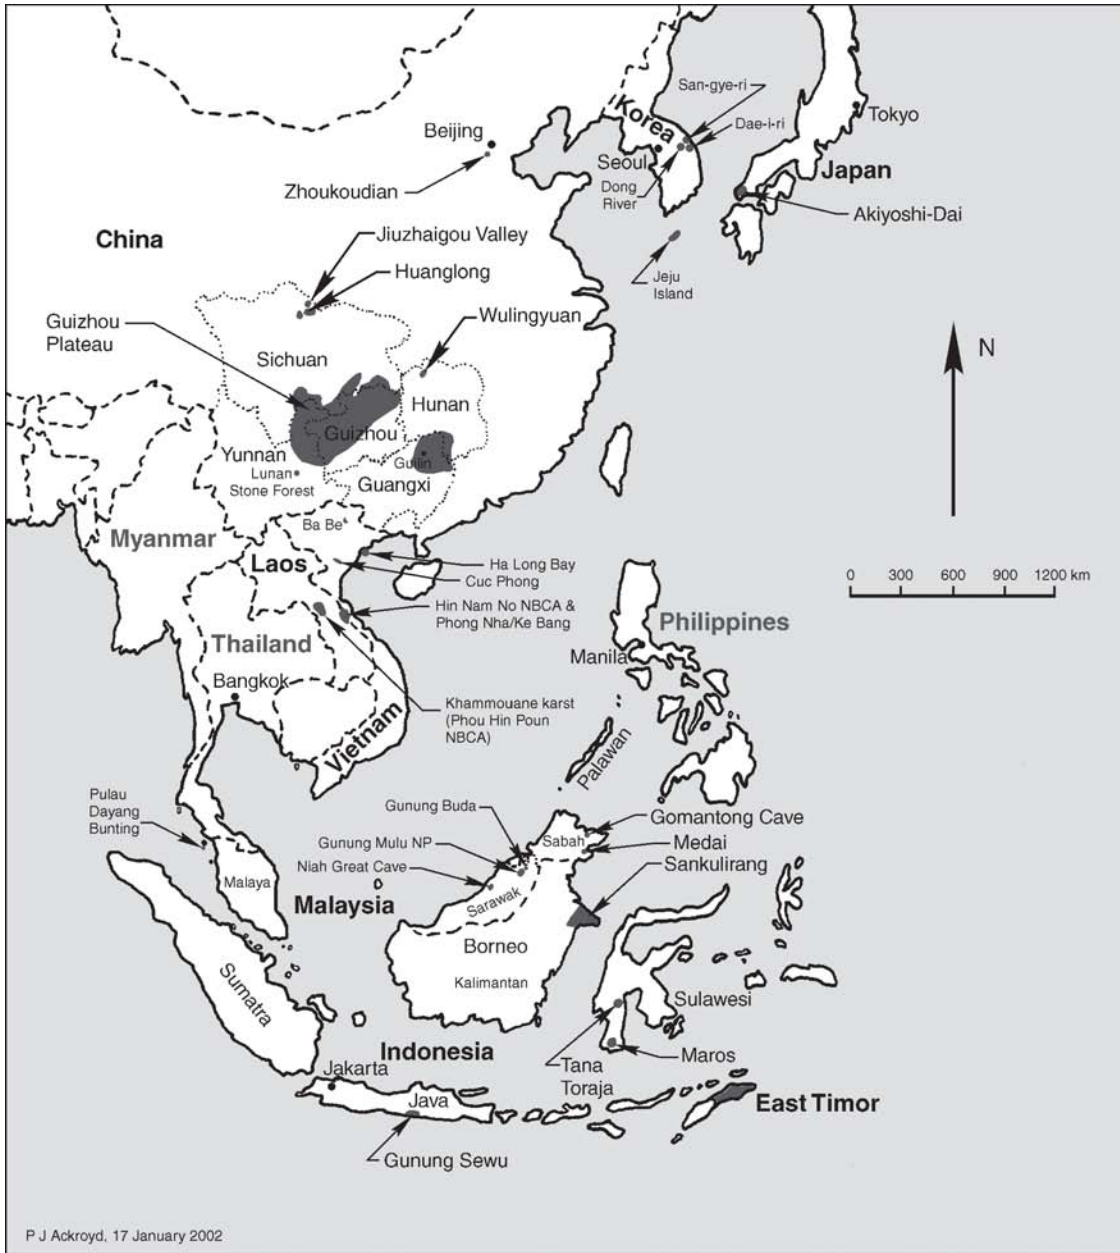 San-gye-ri
Korea
Dae-i-ri
Tokyo
Beijing
Seoul
Japan
Zhoukoudian
Dong
River
Akiyoshi-Dai
China
Jiuzhaigou Valley
Huanglong
Jeju
Island
Guizhou
Plateau
Wulingyuan
N
Sichuan
Hunan
Guizhou
Yunnan
Guilin
Lunan
Stone Forest
Guangxi
Ba Be
Myanmar
Laos
Ha Long Bay
Cuc Phong
0 300 600 900 1200 km
Hin Nam No NBCA &
Phong Nha/Ke Bang
Philippines
Thailand
Manila
Bangkok
Khammouane karst
(Phou Hin Poun
NBCA)
Vietnam
Palawan
Pulau
Dayang
Bunting
Gunung Buda
Gomantong Cave
Gunung Mulu NP
Sabah
Medai
Niah Great Cave
Sankulirang
Malaya
Malaysia
Sarawak
Borneo
Kalimantan
Sumatra
Sulawesi
Indonesia
Jakarta
Tana
Toraja
Maros
Java
East Timor
Gunung Sewu
P J Ackroyd, 17 January 2002